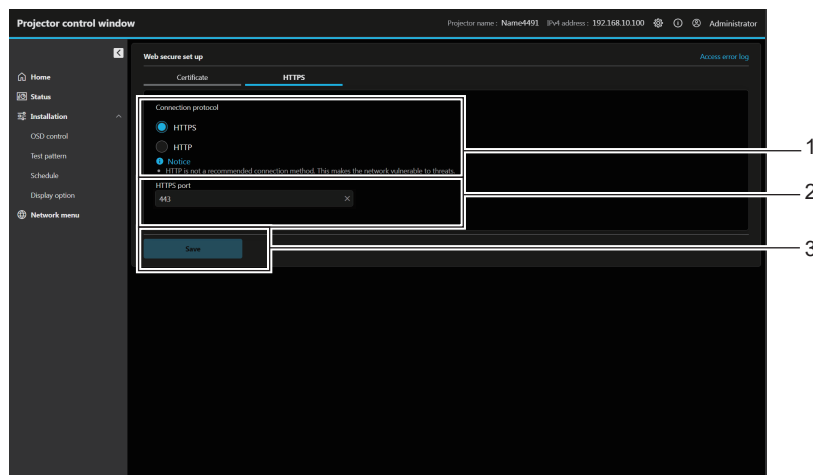 Projector control window
Projector name : Name4491 IPv4 address : 192.168.10.100 Administrator
Web secure set up
Access error log
Certificate HTTPS
Home
Status
Installation
OSD control
Test pattern
Schedule
Display option
Network menu
Connection protocol
HTTPS
HTTP
Notice
• HTTP is not a recommended connection method. This makes the network vulnerable to threats.
HTTPS port
443
Save
1
2
3